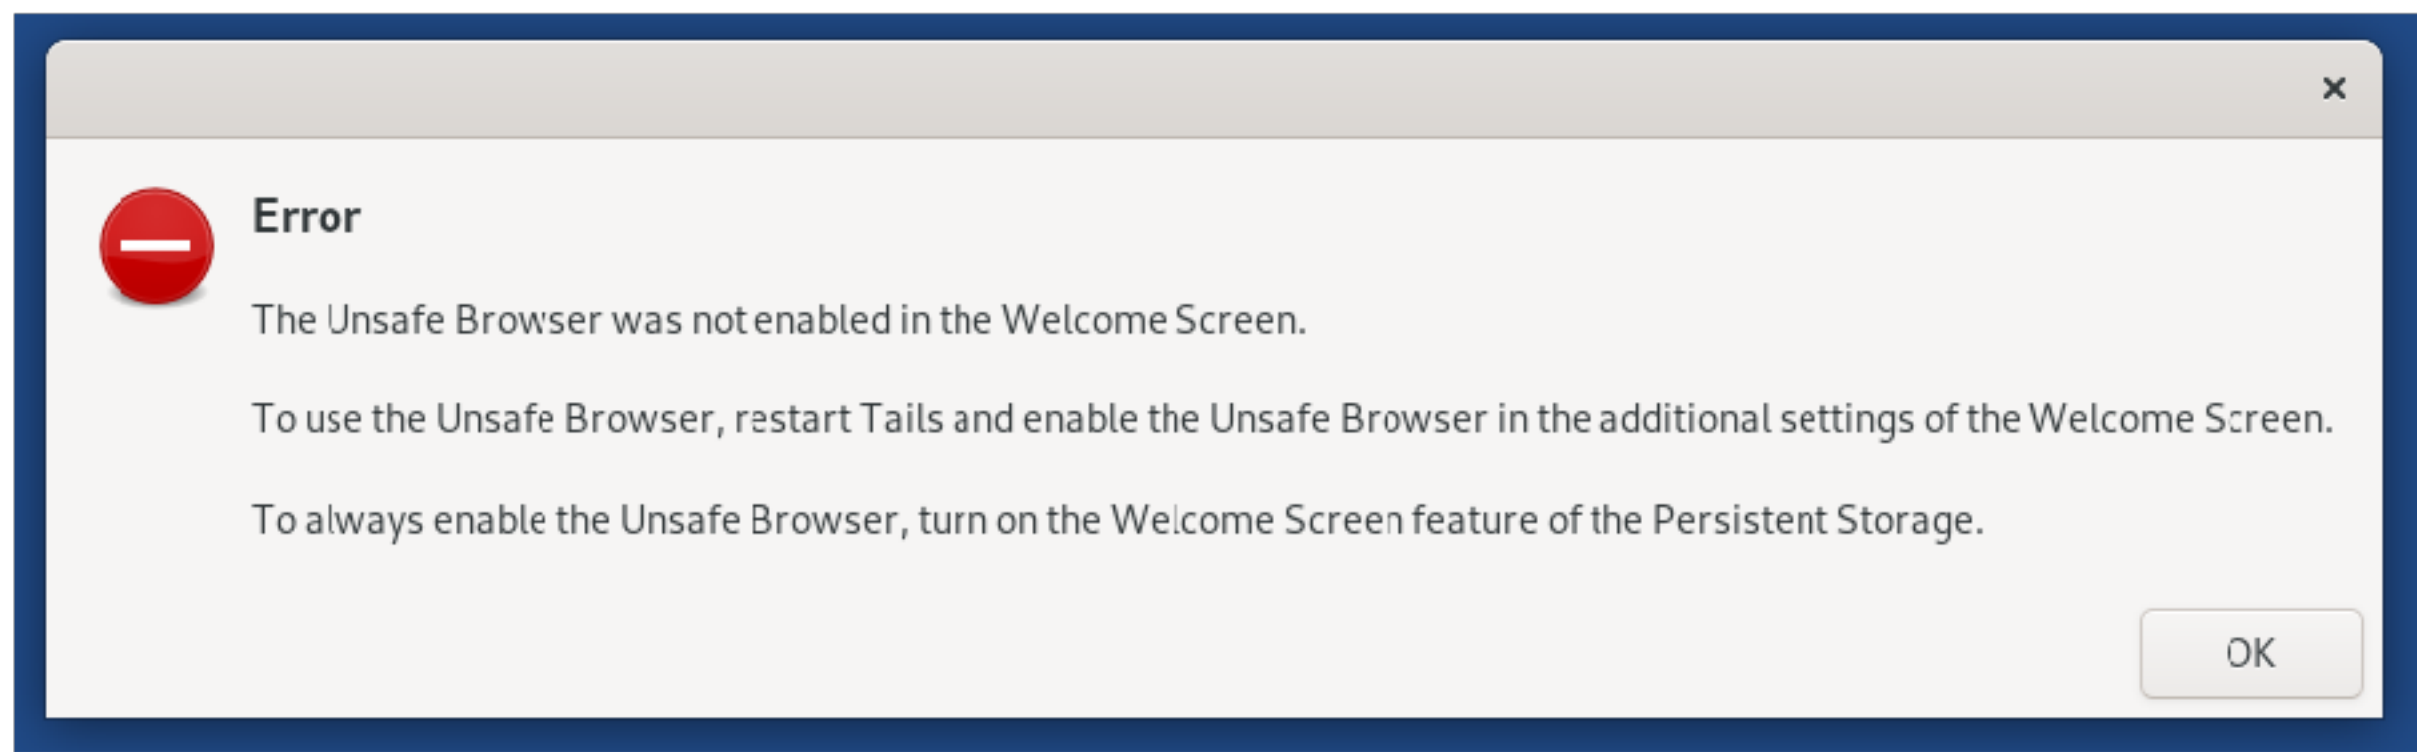 Error
The Unsafe Browser was not enabled in the Welcome Screen.
To use the Unsafe Browser, restart Tails and enable the Unsafe Browser in the additional settings of the Welcome Screen.
To always enable the Unsafe Browser, turn on the Welcome Screen feature of the Persistent Storage.
OK